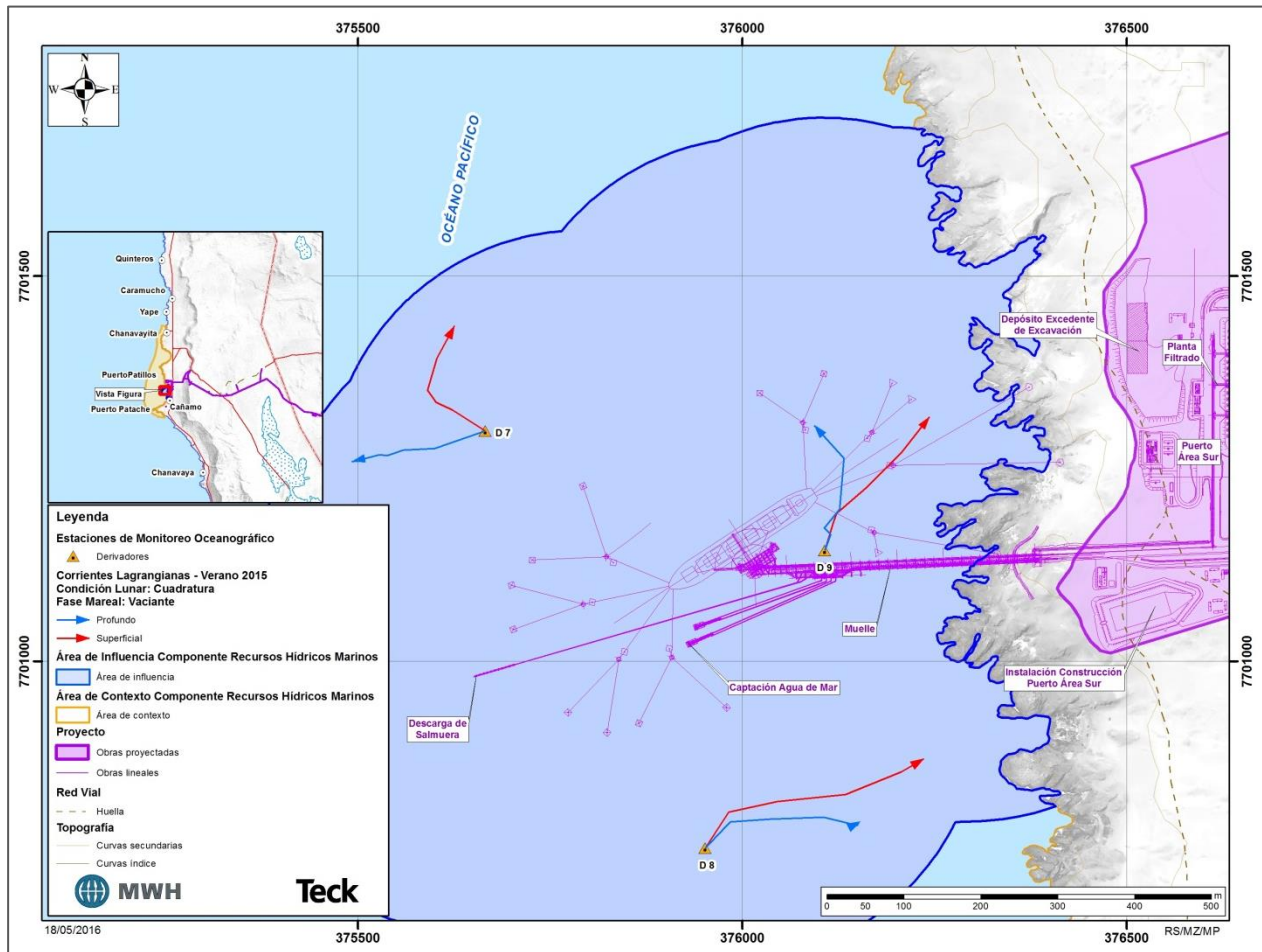 375500
376000
376500
N
W
E
S
OCÉANO PACÍFICO
7701500
7701500
Quinteros
Caramucho
Yape
Chanavayita
PuertoPatillos
Vista Figura
Puerto Patache
Cañamo
Chanavaya
Depósito Excedente
de Excavación
Planta
Filtrado
Puerto
Área Sur
D 7
D 9
Muelle
7701000
7701000
Captación Agua de Mar
Instalación Construcción
Puerto Área Sur
Descarga de
Salmuera
D 8
Leyenda
Estaciones de Monitoreo Oceanográfico
Derivadores
Corrientes Lagrangianas - Verano 2015
Condición Lunar: Cuadratura
Fase Mareal: Vaciante
Profundo
Superficial
Área de Influencia Componente Recursos Hídricos Marinos
Área de influencia
Área de Contexto Componente Recursos Hídricos Marinos
Área de contexto
Proyecto
Obras proyectadas
Obras lineales
Red Vial
Huella
Topografía
Curvas secundarias
Curvas índice
MWH
Teck
m
0 50 100 200 300 400 500
18/05/2016
RS/MZ/MP
375500
376000
376500